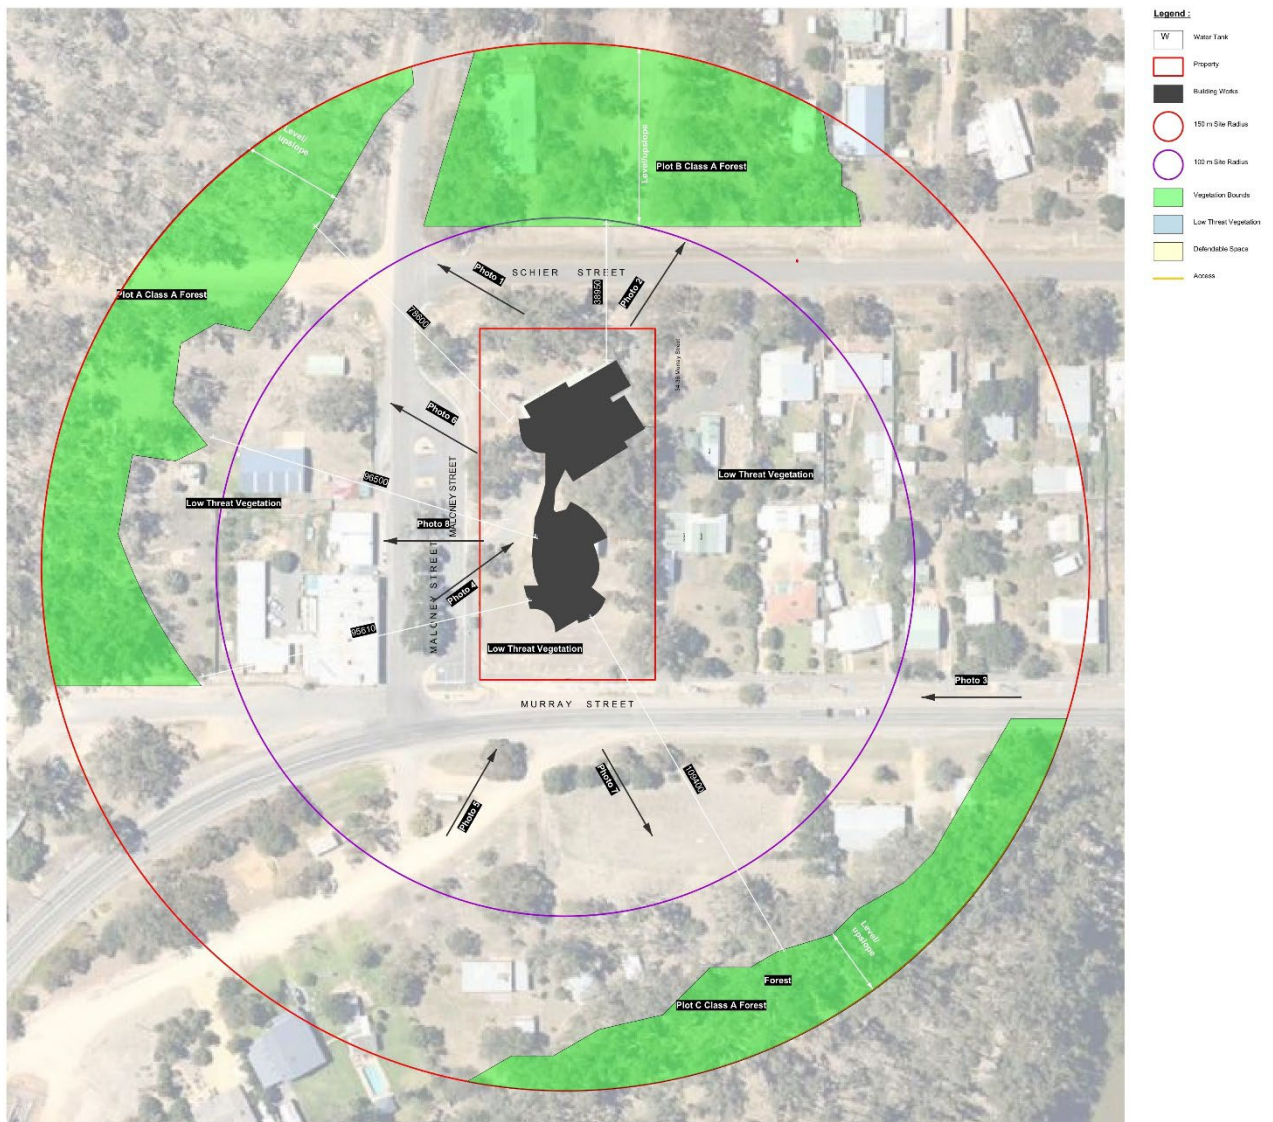 Legend :
W
Water Tank
Property
Building Works
150 m Site Radius
100 m Site Radius
Vegetation Bounds
Low Threat Vegetation
Defendable Space
Access
Level/
upslope
Level/upslope
Plot B Class A Forest
Plot A Class A Forest
Photo 1
SCHIER STREET
Photo 2
38950
78600
Photo 6
96500
Low Threat Vegetation
Low Threat Vegetation
MALONEY STREET
Photo 8
MALONEY STREET
Photo 4
95610
Low Threat Vegetation
Photo 3
MURRAY STREET
Photo 5
Photo 7
109400
Level/
upslope
Forest
Plot C Class A Forest